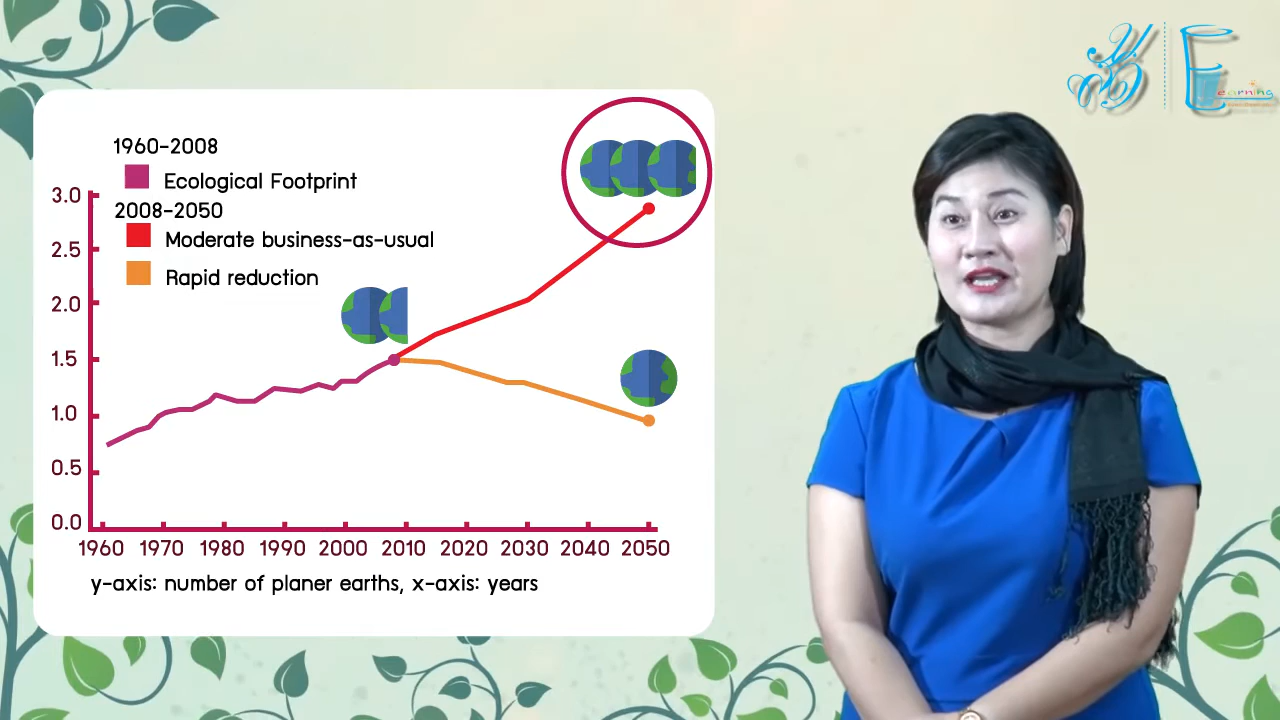 1960-2008
Ecological Footprint
2008-2050
Moderate business-as-usual
Rapid reduction
3.0
2.5
2.0
1.5
1.0
0.5
0.0
1960 1970 1980 1990 2000 2010 2020 2030 2040 2050
y-axis: number of planer earths, x-axis: years
Earning